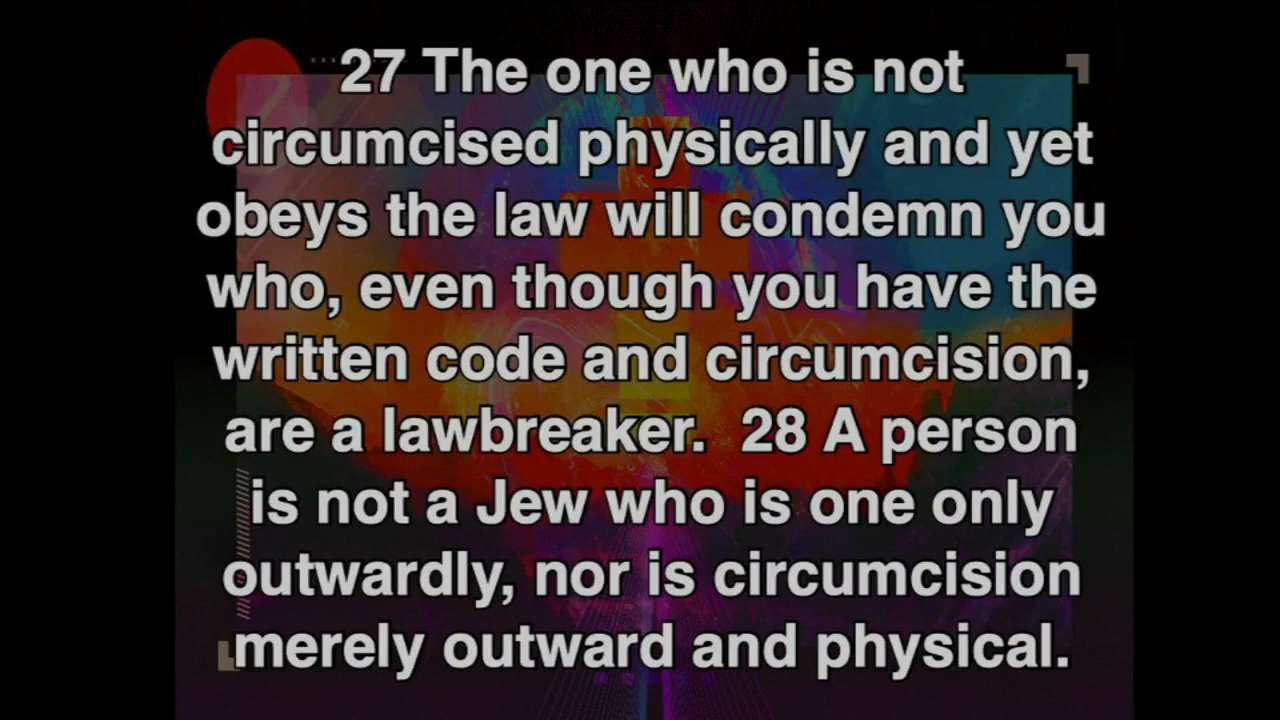 27 The one who is not
circumcised physically and yet
obeys the law will condemn you
who, even though you have the
written code and circumcision,
are a lawbreaker.  28 A person
is not a Jew who is one only
outwardly, nor is circumcision
merely outward and physical.